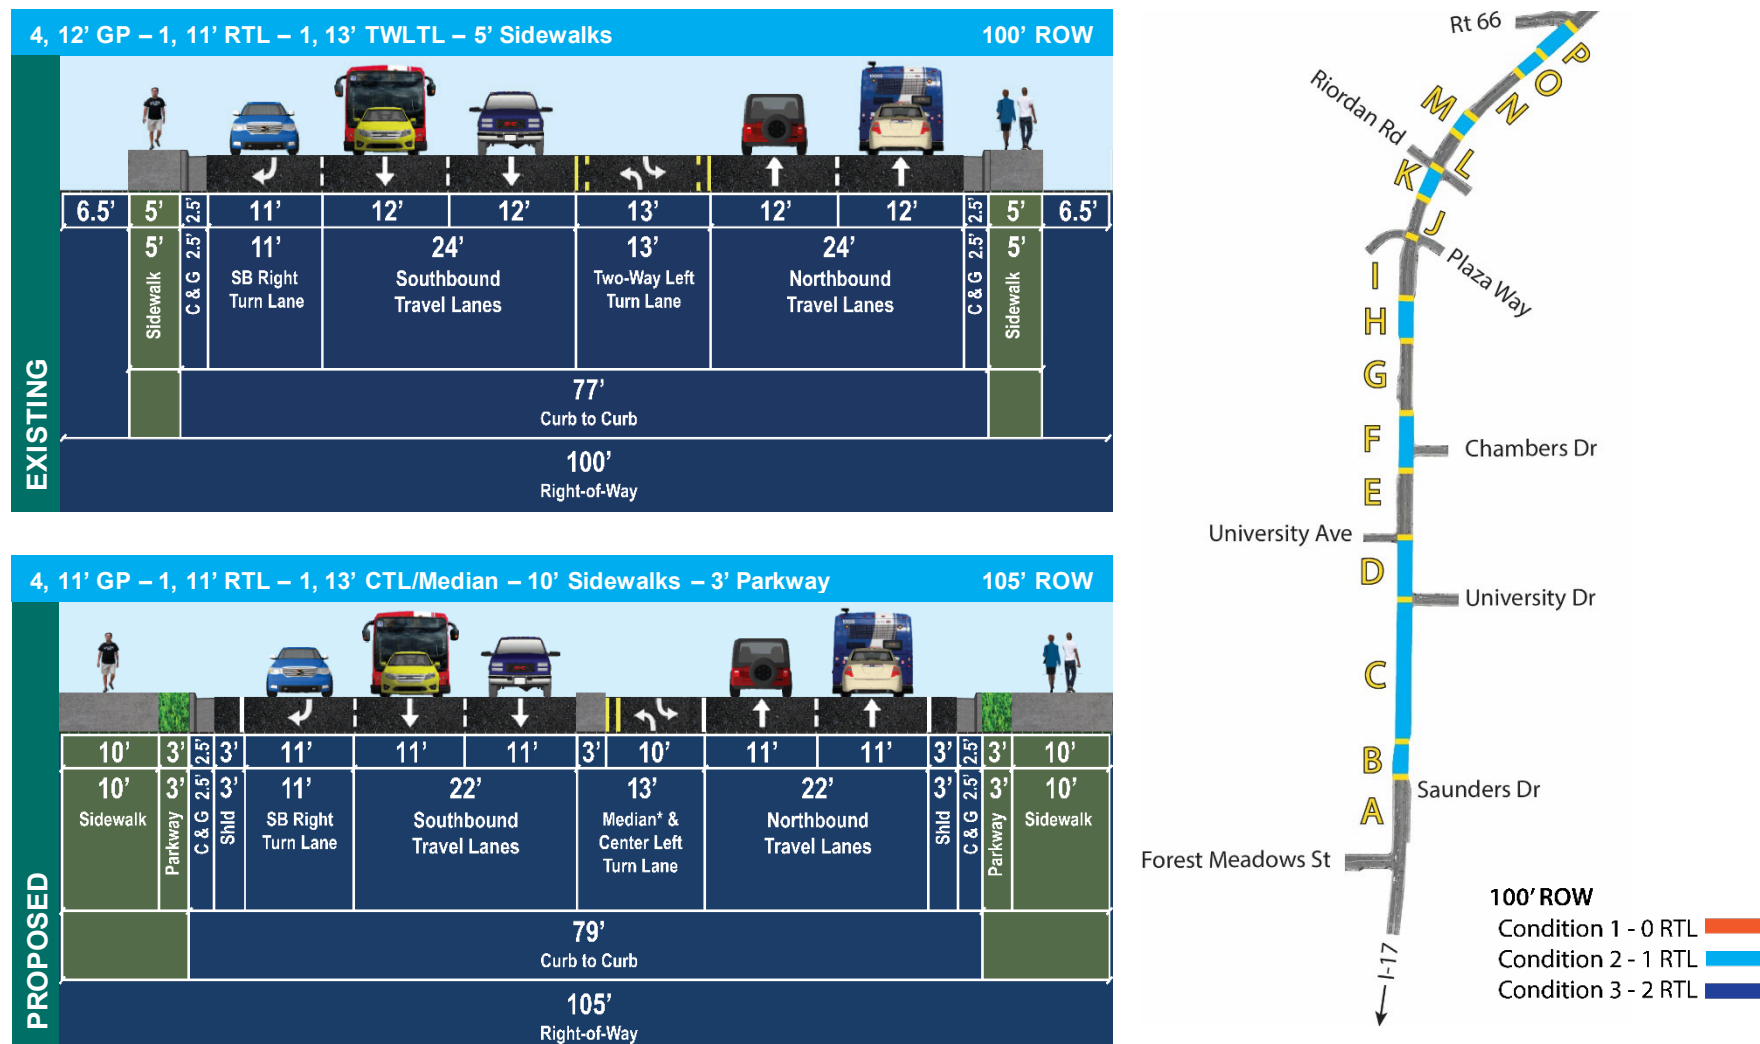 4, 12’ GP – 1, 11’ RTL – 1, 13’ TWLTL – 5’ Sidewalks 100’ ROW
EXISTING
6.5’ 5’ 2.5’ 11’ 12’ 12’ 13’ 12’ 12’ 2.5’ 5’ 6.5’
5’ Sidewalk
C & G 2.5’
11’
SB Right
Turn Lane
24’
Southbound
Travel Lanes
13’
Two-Way Left
Turn Lane
24’
Northbound
Travel Lanes
C & G 2.5’
5’ Sidewalk
77’
Curb to Curb
100’
Right-of-Way
4, 11’ GP – 1, 11’ RTL – 1, 13’ CTL/Median – 10’ Sidewalks – 3’ Parkway 105’ ROW
PROPOSED
10’ 3’ 2.5’ 3’ 11’ 11’ 11’ 3’ 10’ 11’ 11’ 3’ 2.5’ 3’ 10’
10’
Sidewalk
3’
Parkway
C & G 2.5’
3’
Shld
11’
SB Right
Turn Lane
22’
Southbound
Travel Lanes
13’
Median* &
Center Left
Turn Lane
22’
Northbound
Travel Lanes
3’
Shld
C & G 2.5’
3’
Parkway
10’
Sidewalk
79’
Curb to Curb
105’
Right-of-Way
Rt 66
P
O
N
M
Riordan Rd
L
K
J
Plaza Way
I
H
G
F
Chambers Dr
E
University Ave
D
University Dr
C
B
Saunders Dr
A
Forest Meadows St
I-17
100’ ROW
Condition 1 - 0 RTL
Condition 2 - 1 RTL
Condition 3 - 2 RTL